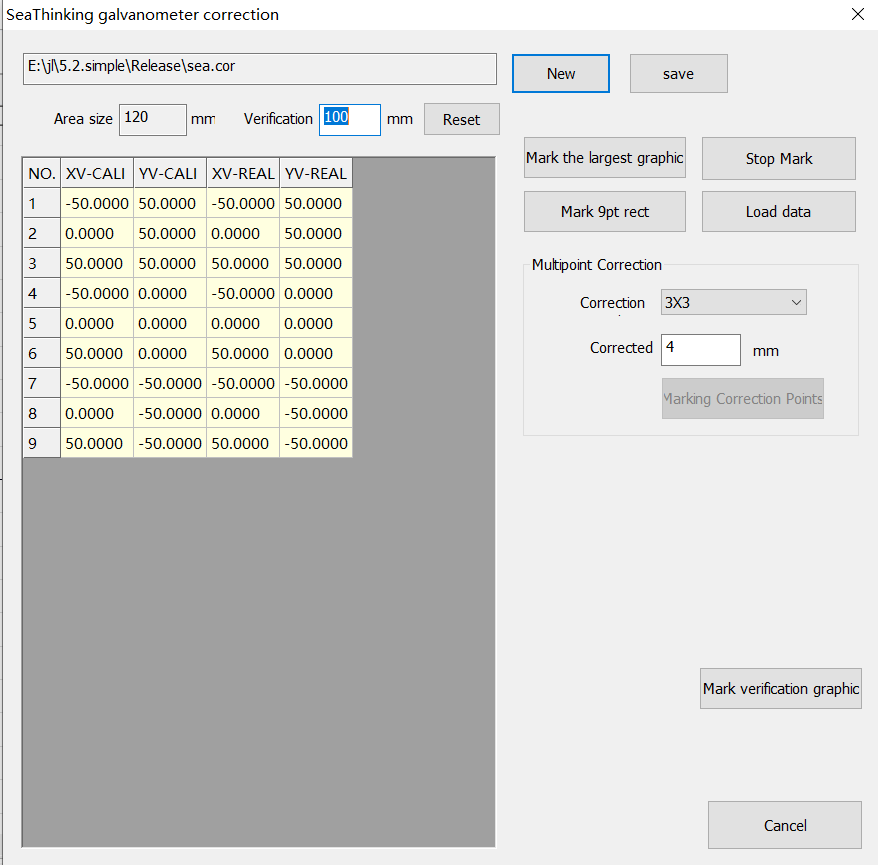 SeaThinking galvanometer correction
E:\jl\5.2.simple\Release\sea.cor
New
save
Area size 120 mm
Verification 100 mm
Reset
NO. XV-CALI YV-CALI XV-REAL YV-REAL
1 -50.0000 50.0000 -50.0000 50.0000
2 0.0000 50.0000 0.0000 50.0000
3 50.0000 50.0000 50.0000 50.0000
4 -50.0000 0.0000 -50.0000 0.0000
5 0.0000 0.0000 0.0000 0.0000
6 50.0000 0.0000 50.0000 0.0000
7 -50.0000 -50.0000 -50.0000 -50.0000
8 0.0000 -50.0000 0.0000 -50.0000
9 50.0000 -50.0000 50.0000 -50.0000
Mark the largest graphic
Stop Mark
Mark 9pt rect
Load data
Multipoint Correction
Correction 3X3
Corrected 4 mm
Marking Correction Points
Mark verification graphic
Cancel